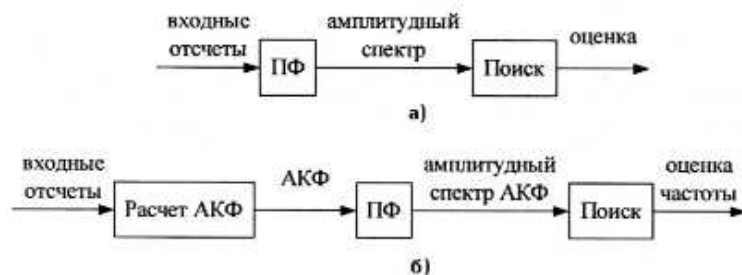 входные
отсчеты
ПФ
амплитудный
спектр
Поиск
оценка
а)
входные
отсчеты
Расчет АКФ
АКФ
ПФ
амплитудный
спектр АКФ
Поиск
оценка
частоты
б)